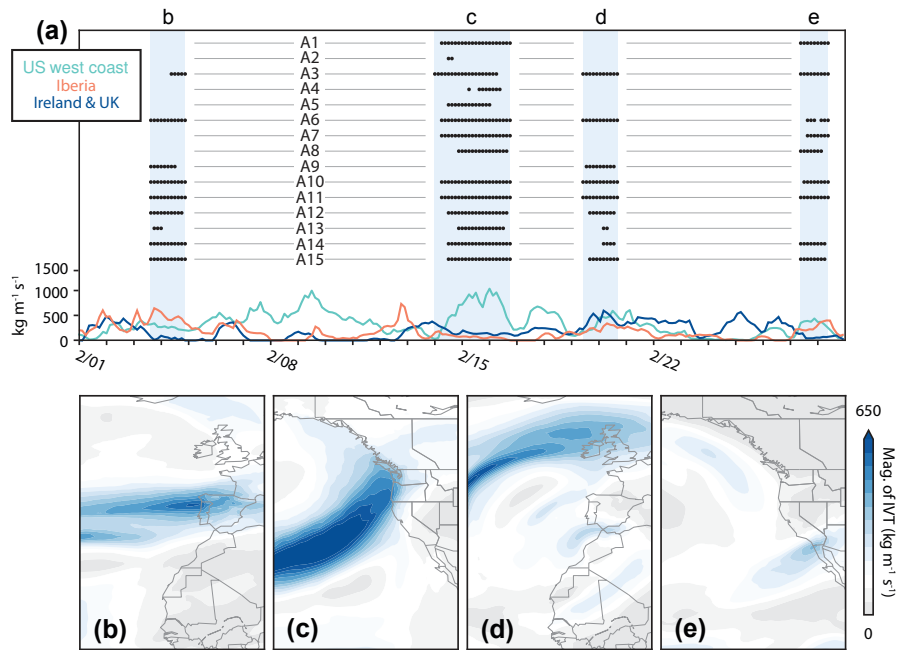 b c d e
(a)
US west coast
Iberia
Ireland & UK
A1
A2
A3
A4
A5
A6
A7
A8
A9
A10
A11
A12
A13
A14
A15
1500
1000
500
0
kg m⁻¹ s⁻¹
2/01 2/08 2/15 2/22
650
Mag. of IVT (kg m⁻¹ s⁻¹)
0
(b) (c) (d) (e)